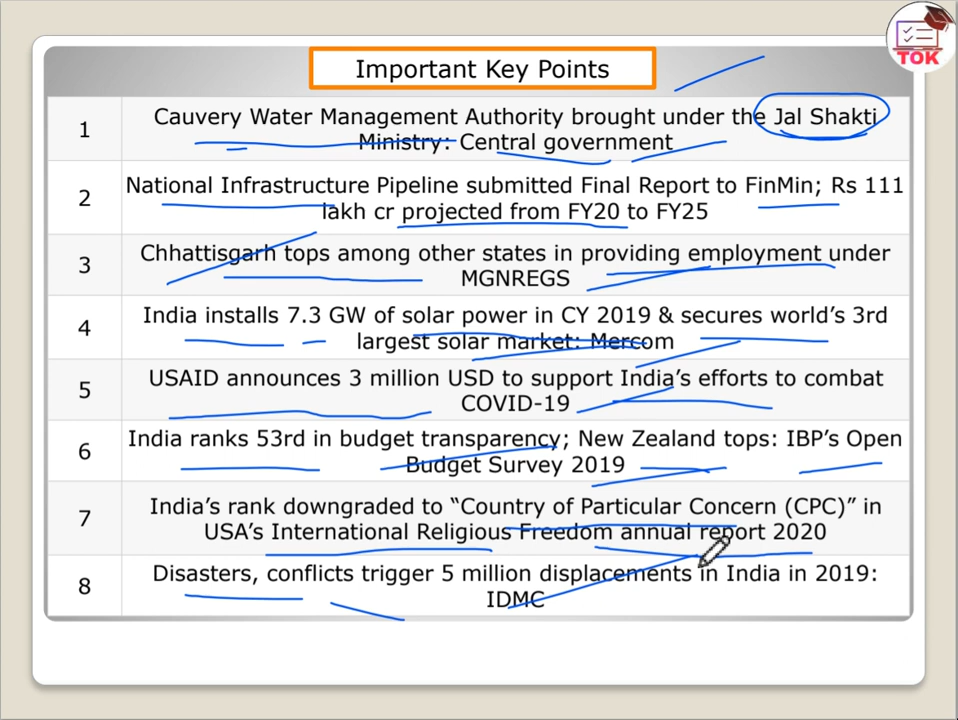 TOK
Important Key Points
1
Cauvery Water Management Authority brought under the Jal Shakti
Ministry: Central government
2
National Infrastructure Pipeline submitted Final Report to FinMin; Rs 111
lakh cr projected from FY20 to FY25
3
Chhattisgarh tops among other states in providing employment under
MGNREGS
4
India installs 7.3 GW of solar power in CY 2019 & secures world’s 3rd
largest solar market: Mercom
5
USAID announces 3 million USD to support India’s efforts to combat
COVID-19
6
India ranks 53rd in budget transparency; New Zealand tops: IBP’s Open
Budget Survey 2019
7
India’s rank downgraded to “Country of Particular Concern (CPC)” in
USA’s International Religious Freedom annual report 2020
8
Disasters, conflicts trigger 5 million displacements in India in 2019:
IDMC